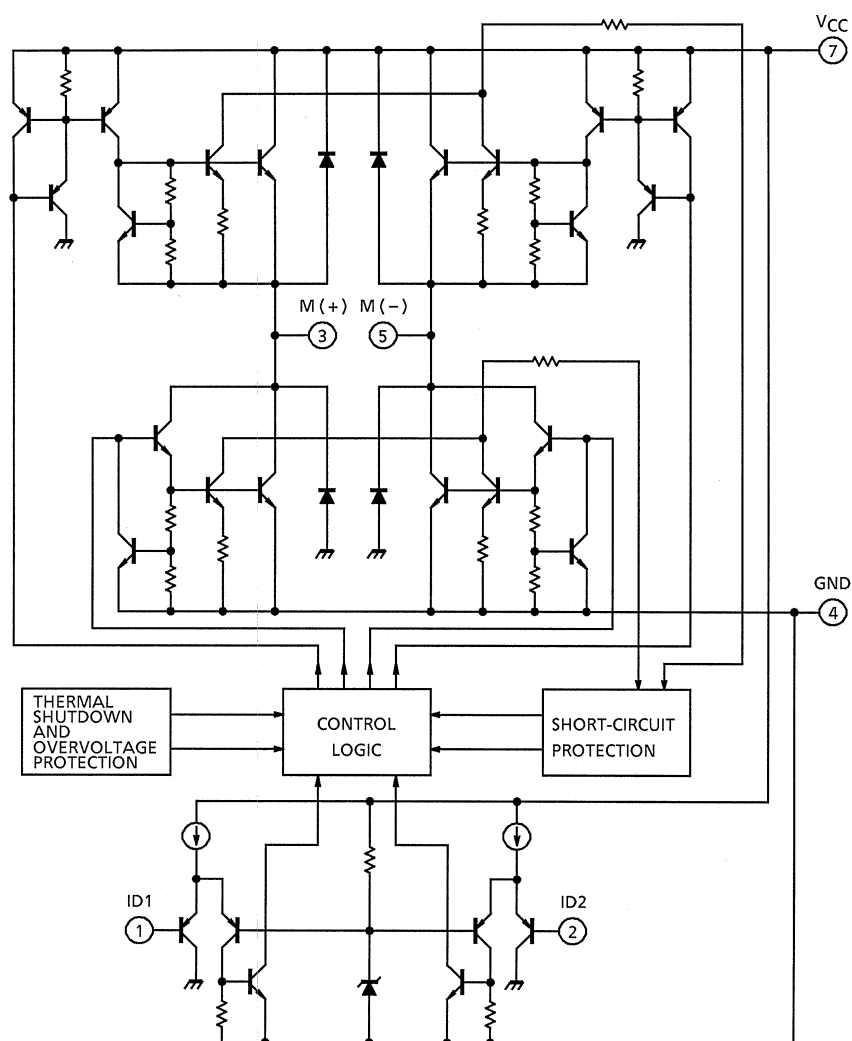 VCC
7
M(+) M(−)
3 5
GND
4
THERMAL
SHUTDOWN
AND
OVERVOLTAGE
PROTECTION
CONTROL
LOGIC
SHORT-CIRCUIT
PROTECTION
ID1
1
ID2
2